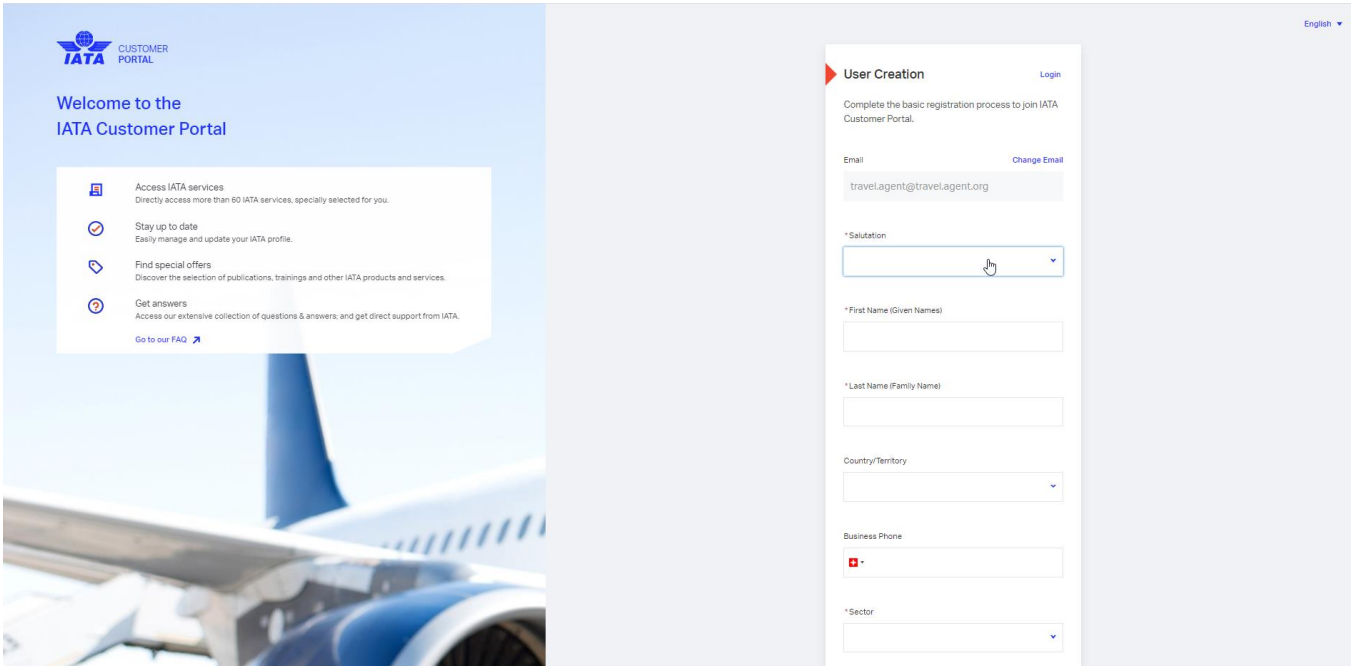 English
IATA
CUSTOMER
PORTAL
Welcome to the
IATA Customer Portal
Access IATA services
Directly access more than 60 IATA services, specially selected for you.
Stay up to date
Easily manage and update your IATA profile.
Find special offers
Discover the selection of publications, trainings and other IATA products and services.
Get answers
Access our extensive collection of questions & answers; and get direct support from IATA.
Go to our FAQ
User Creation
Login
Complete the basic registration process to join IATA
Customer Portal.
Email
Change Email
travel.agent@travel.agent.org
*Salutation
*First Name (Given Names)
*Last Name (Family Name)
Country/Territory
Business Phone
*Sector